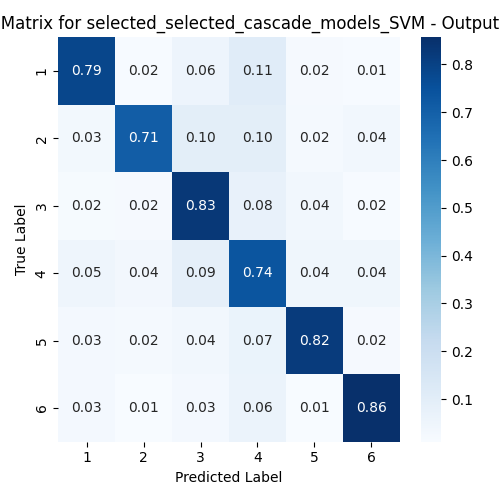 Matrix for selected_selected_cascade_models_SVM - Output
True Label
1 0.79 0.02 0.06 0.11 0.02 0.01
2 0.03 0.71 0.10 0.10 0.02 0.04
3 0.02 0.02 0.83 0.08 0.04 0.02
4 0.05 0.04 0.09 0.74 0.04 0.04
5 0.03 0.02 0.04 0.07 0.82 0.02
6 0.03 0.01 0.03 0.06 0.01 0.86
1 2 3 4 5 6
Predicted Label
0.8
0.7
0.6
0.5
0.4
0.3
0.2
0.1